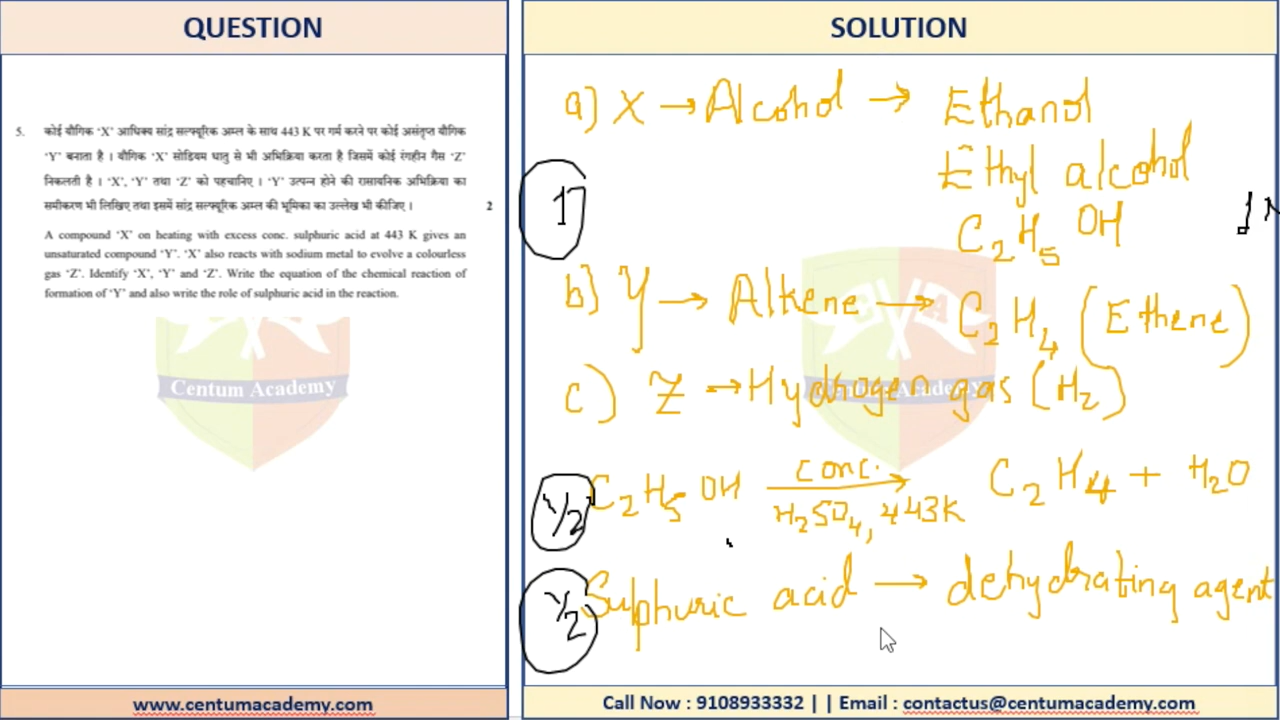 QUESTION
5. कोई यौगिक 'X' आधिक्य सांद्र सल्फ्यूरिक अम्ल के साथ 443 K पर गर्म करने पर कोई असंतृप्त यौगिक
'Y' बनाता है । यौगिक 'X' सोडियम धातु से भी अभिक्रिया करता है जिसमें कोई रंगहीन गैस 'Z'
निकलती है । 'X', 'Y' तथा 'Z' को पहचानिए । 'Y' उत्पन्न होने की रासायनिक अभिक्रिया का
समीकरण भी लिखिए तथा इसमें सांद्र सल्फ्यूरिक अम्ल की भूमिका का उल्लेख भी कीजिए । 2
A compound 'X' on heating with excess conc. sulphuric acid at 443 K gives an
unsaturated compound 'Y'. 'X' also reacts with sodium metal to evolve a colourless
gas 'Z'. Identify 'X', 'Y' and 'Z'. Write the equation of the chemical reaction of
formation of 'Y' and also write the role of sulphuric acid in the reaction.
Centum Academy
www.centumacademy.com
SOLUTION
a) X → Alcohol → Ethanol
Ethyl alcohol
1
C2H5OH
b) Y → Alkene → C2H4 (Ethene)
c) Z → Hydrogen gas (H2)
Centum Academy
1/2 C2H5OH conc. H2SO4, 443K → C2H4 + H2O
1/2 Sulphuric acid → dehydrating agent
Call Now : 9108933332 | | Email : contactus@centumacademy.com